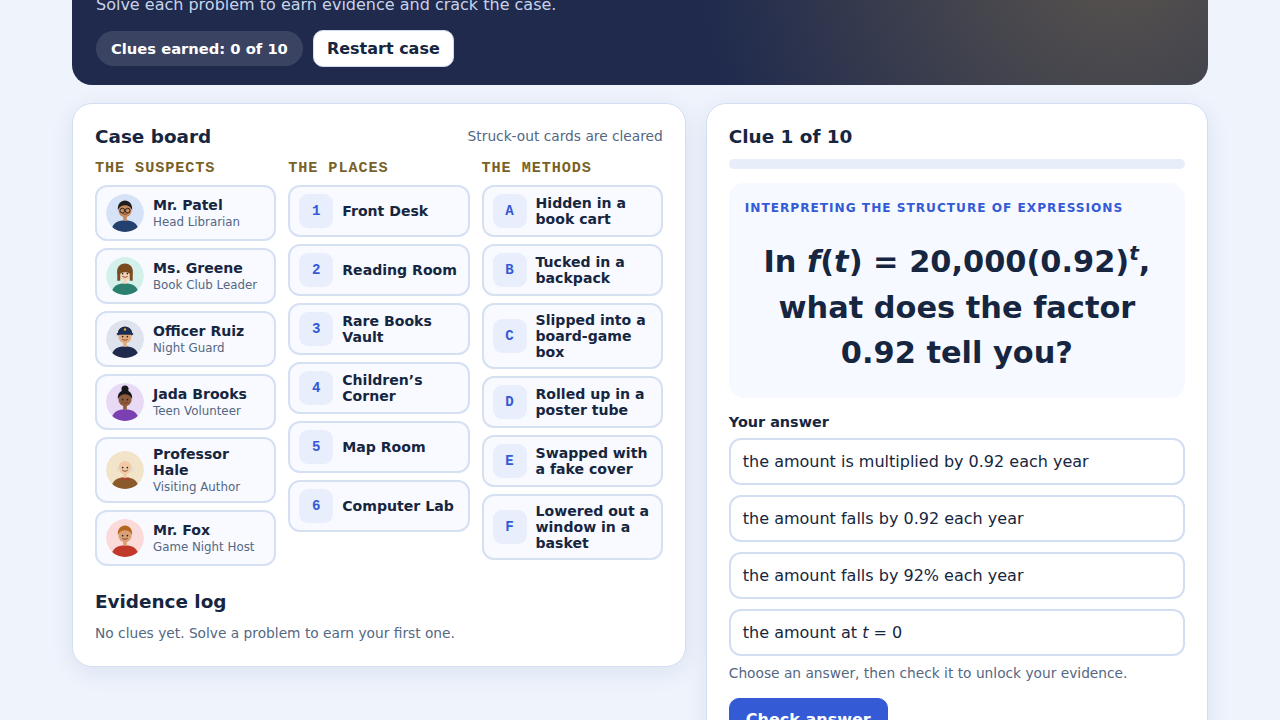 Solve each problem to earn evidence and crack the case.
Clues earned: 0 of 10
Restart case
Case board
Struck-out cards are cleared
THE SUSPECTS
Mr. Patel
Head Librarian
Ms. Greene
Book Club Leader
Officer Ruiz
Night Guard
Jada Brooks
Teen Volunteer
Professor
Hale
Visiting Author
Mr. Fox
Game Night Host
THE PLACES
1 Front Desk
2 Reading Room
3 Rare Books
Vault
4 Children’s
Corner
5 Map Room
6 Computer Lab
THE METHODS
A Hidden in a
book cart
B Tucked in a
backpack
C Slipped into a
board-game
box
D Rolled up in a
poster tube
E Swapped with
a fake cover
F Lowered out a
window in a
basket
Evidence log
No clues yet. Solve a problem to earn your first one.
Clue 1 of 10
INTERPRETING THE STRUCTURE OF EXPRESSIONS
In f(t) = 20,000(0.92)^t,
what does the factor
0.92 tell you?
Your answer
the amount is multiplied by 0.92 each year
the amount falls by 0.92 each year
the amount falls by 92% each year
the amount at t = 0
Choose an answer, then check it to unlock your evidence.
Check answer